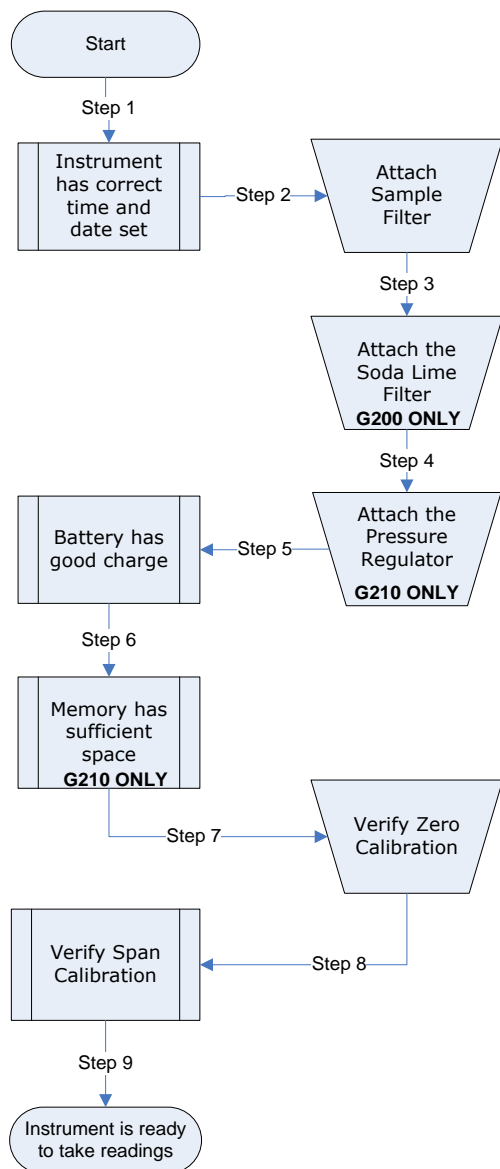 Start
Step 1
Instrument
has correct
time and
date set
Step 2
Attach
Sample
Filter
Step 3
Attach the
Soda Lime
Filter
G200 ONLY
Step 4
Attach the
Pressure
Regulator
G210 ONLY
Step 5
Battery has
good charge
Step 6
Memory has
sufficient
space
G210 ONLY
Step 7
Verify Zero
Calibration
Step 8
Verify Span
Calibration
Step 9
Instrument is ready
to take readings